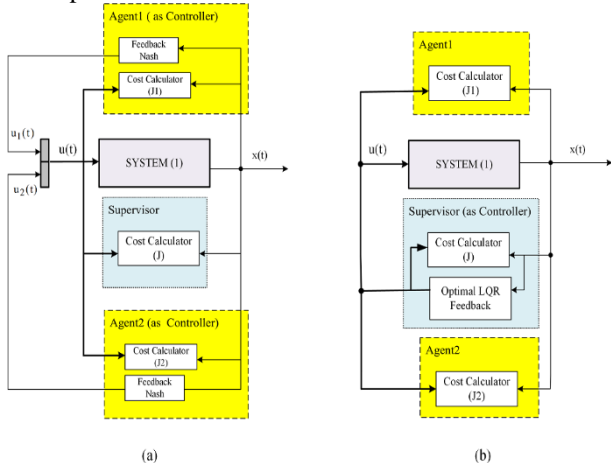 Agent1 ( as Controller)
Feedback
Nash
Cost Calculator
(J1)
u1(t)
u(t)
SYSTEM (1)
x(t)
u2(t)
Supervisor
Cost Calculator
(J)
Agent2 (as Controller)
Cost Calculator
(J2)
Feedback
Nash
(a)
Agent1
Cost Calculator
(J1)
u(t)
SYSTEM (1)
x(t)
Supervisor (as Controller)
Cost Calculator
(J)
Optimal LQR
Feedback
Agent2
Cost Calculator
(J2)
(b)